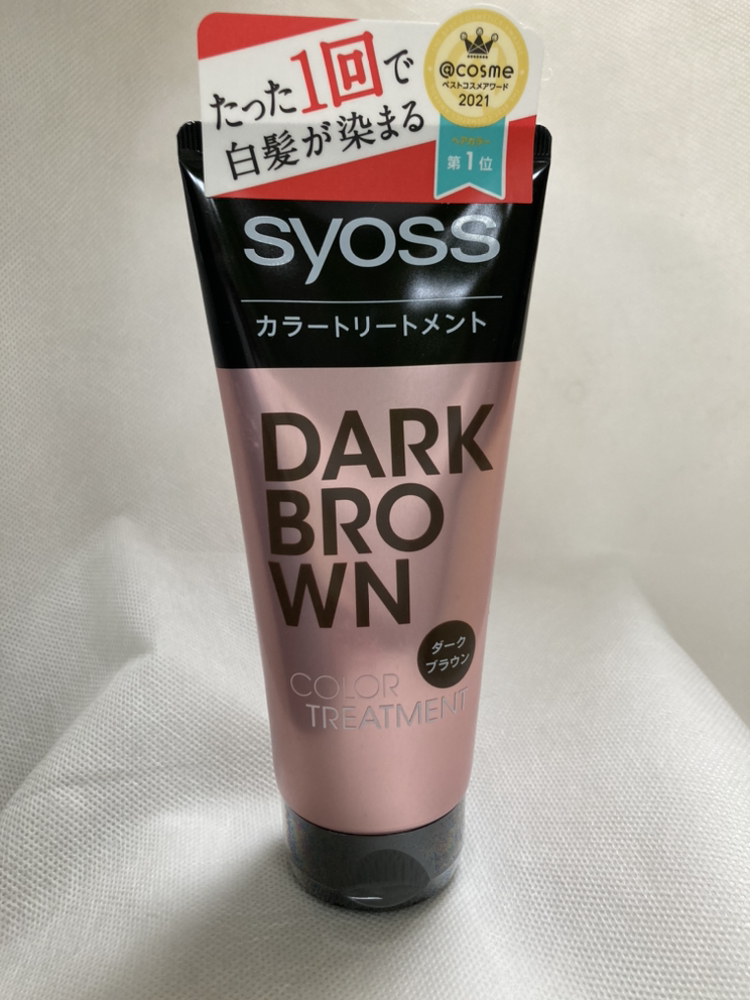 たった1回で
白髪が染まる
@cosme
ベストコスメアワード
2021
ヘアカラー
第1位
syoss
カラートリートメント
DARK
BRO
WN
ダーク
ブラウン
COLOR
TREATMENT